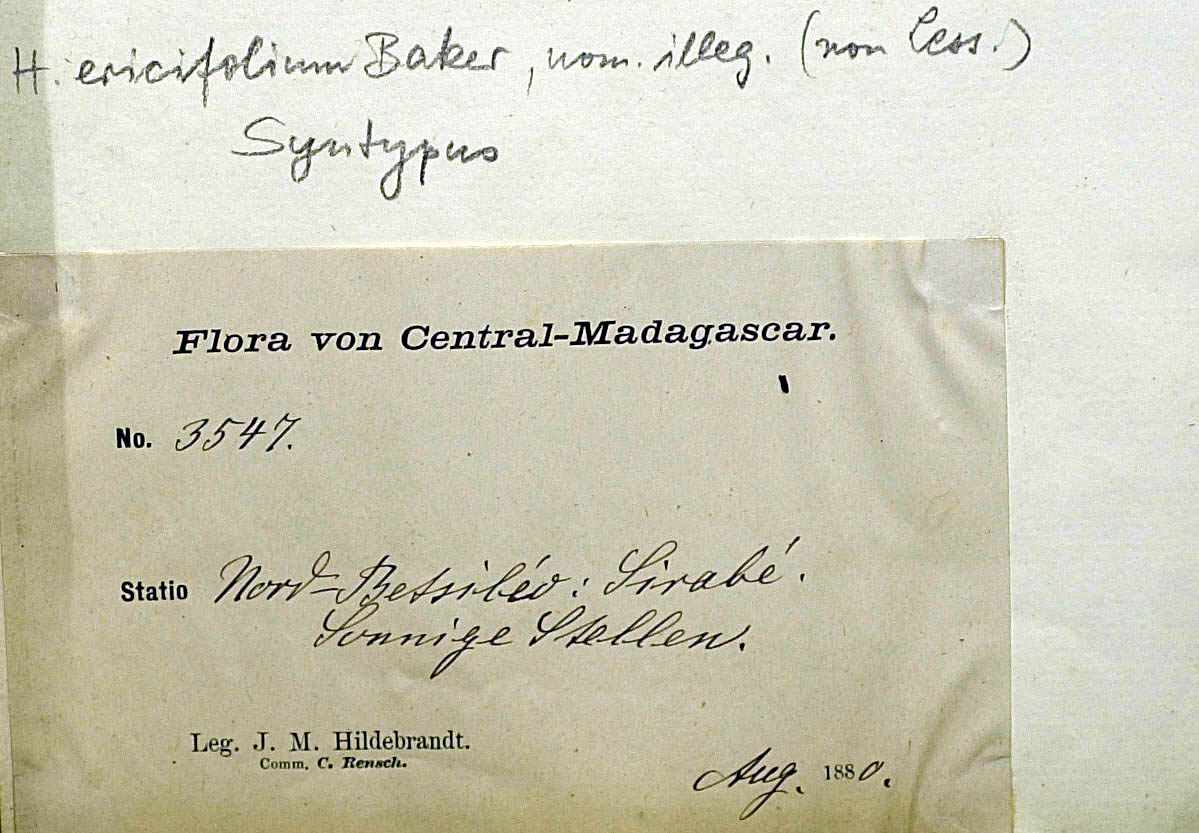 H. ericifolium Baker, nom. illeg. (non Less.)
Syntypus
Flora von Central-Madagascar.
No. 3547.
Statio Nord-Betsiléo: Sirabé.
Sonnige Stellen.
Leg. J. M. Hildebrandt.
Comm. C. Rensch.
Aug. 1880.